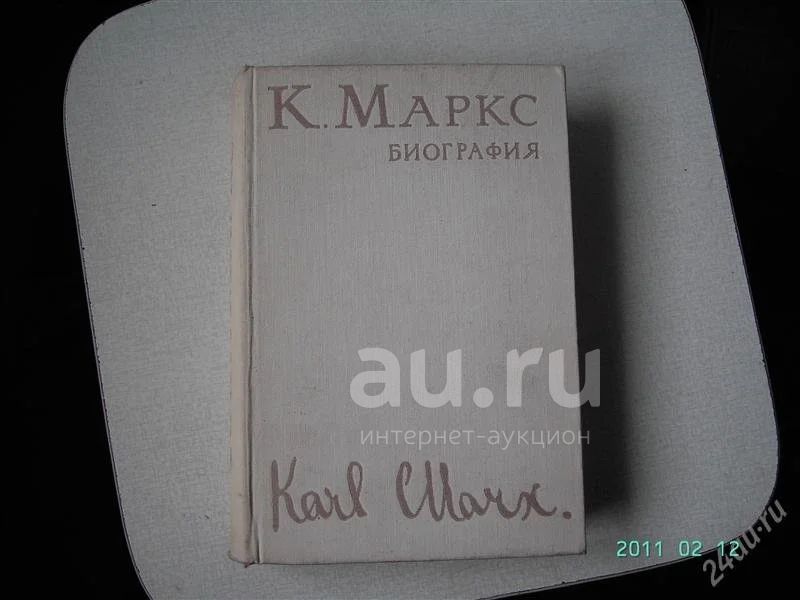 К. МАРКС
БИОГРАФИЯ
au.ru
интернет-аукцион
Karl Marx.
2011 02 12
24au.ru